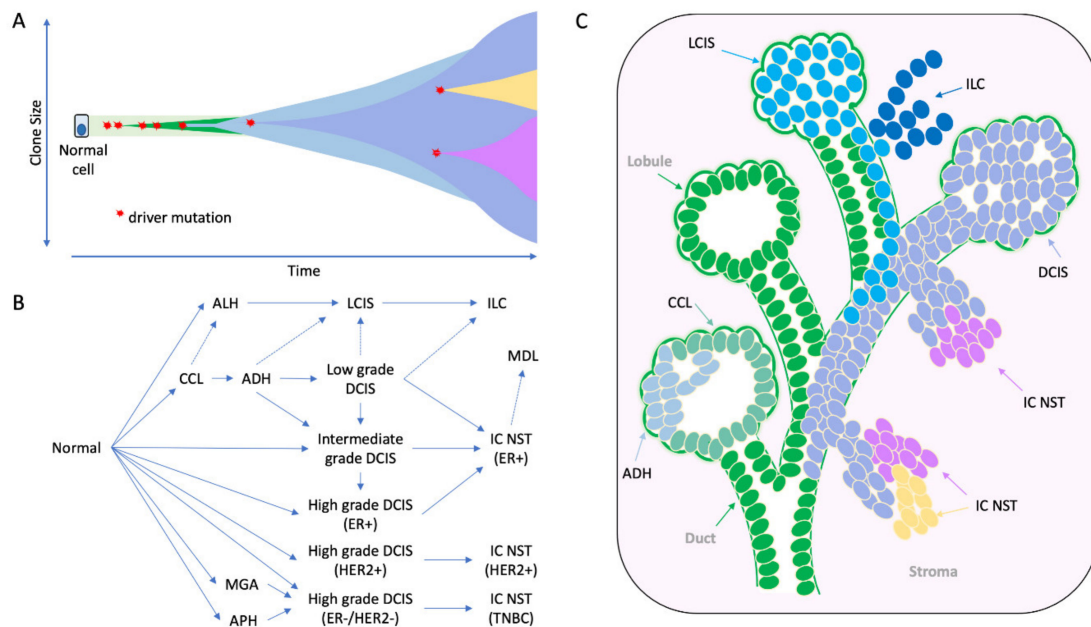 A
Clone Size
Normal
cell
driver mutation
Time
B
ALH
LCIS
ILC
MDL
CCL
ADH
Low grade
DCIS
Normal
Intermediate
grade DCIS
IC NST
(ER+)
High grade DCIS
(ER+)
High grade DCIS
(HER2+)
IC NST
(HER2+)
MGA
APH
High grade DCIS
(ER-/HER2-)
IC NST
(TNBC)
C
LCIS
ILC
Lobule
DCIS
CCL
IC NST
ADH
IC NST
Duct
Stroma